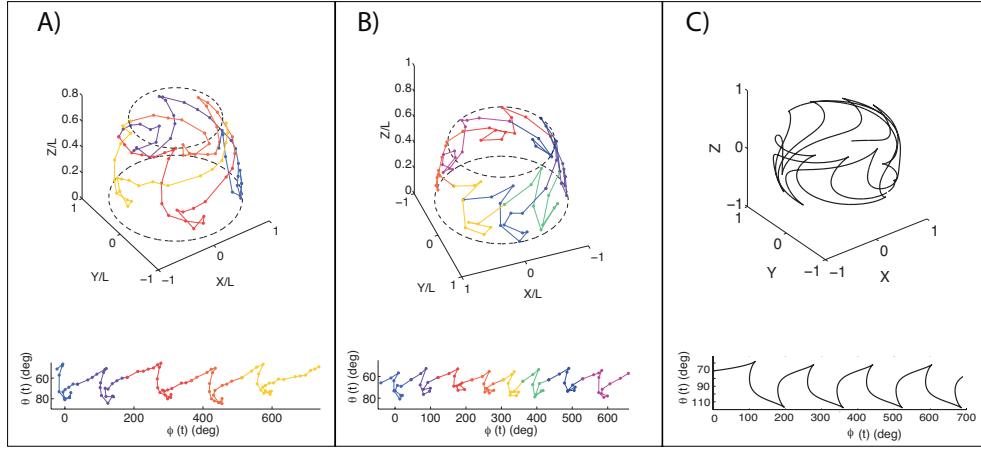 A)
0.8
0.6
0.4
0.2
0
Z/L
1
0
-1
Y/L
-1
0
1
X/L
θ (t) (deg)
60
80
0 200 400 600
ϕ (t) (deg)
B)
1
0.8
0.6
0.4
0.2
0
Z/L
-1
0
1
Y/L
1
0
-1
X/L
θ (t) (deg)
60
80
0 100 200 300 400 500 600
ϕ (t) (deg)
C)
1
0
-1
Z
1
0
-1
Y
-1
0
1
X
θ (t) (deg)
70
90
110
0 100 200 300 400 500 600 700
ϕ (t) (deg)